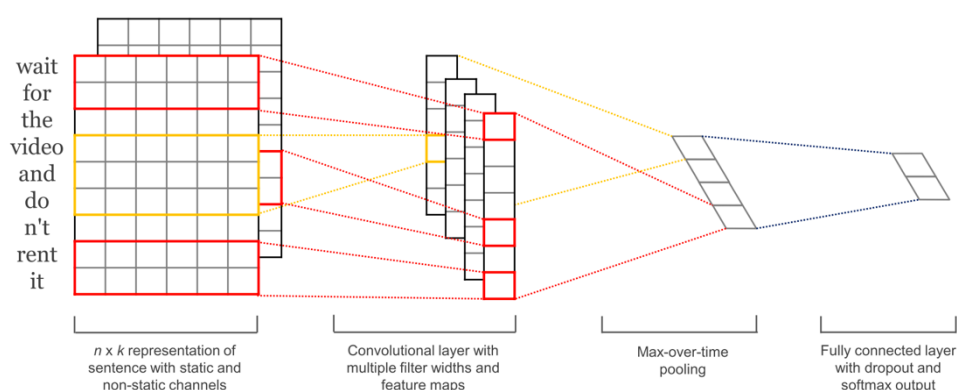 wait
for
the
video
and
do
n't
rent
it
n x k representation of
sentence with static and
non-static channels
Convolutional layer with
multiple filter widths and
feature maps
Max-over-time
pooling
Fully connected layer
with dropout and
softmax output